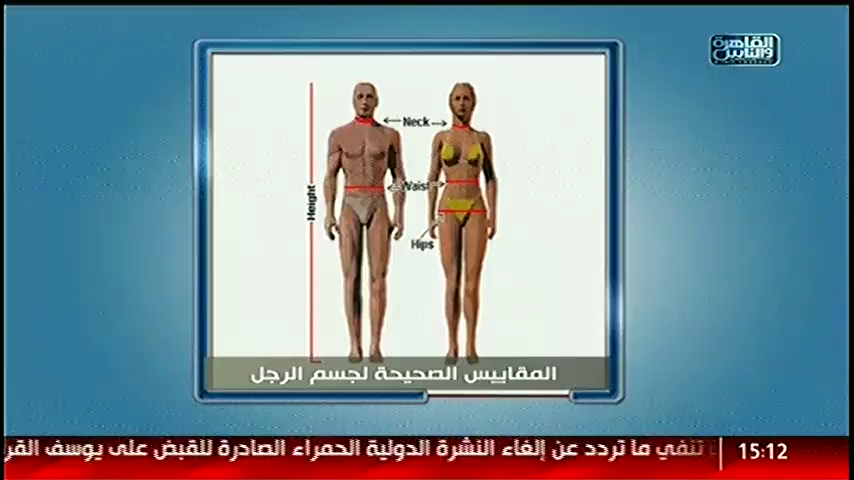 القاهرة
والناس
Neck
Waist
Height
Hips
المقاييس الصحيحة لجسم الرجل
تنفي ما تردد عن إلغاء النشرة الدولية الحمراء الصادرة للقبض على يوسف القر
15:12